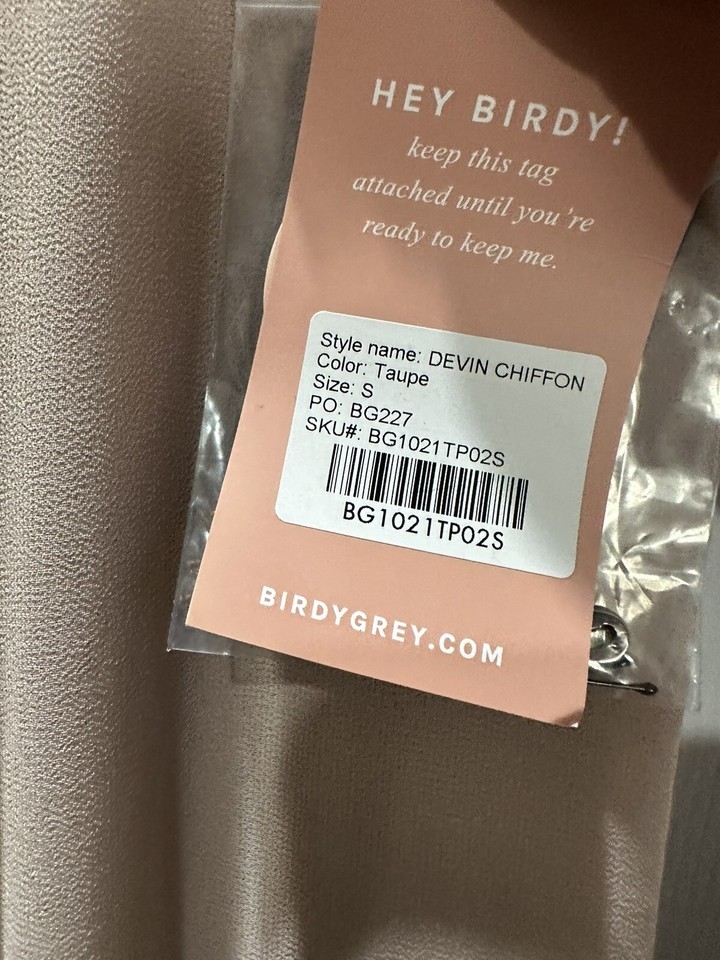 HEY BIRDY!
keep this tag
attached until you're
ready to keep me.
Style name: DEVIN CHIFFON
Color: Taupe
Size: S
PO: BG227
SKU#: BG1021TP02S
BG1021TP02S
BIRDYGREY.COM